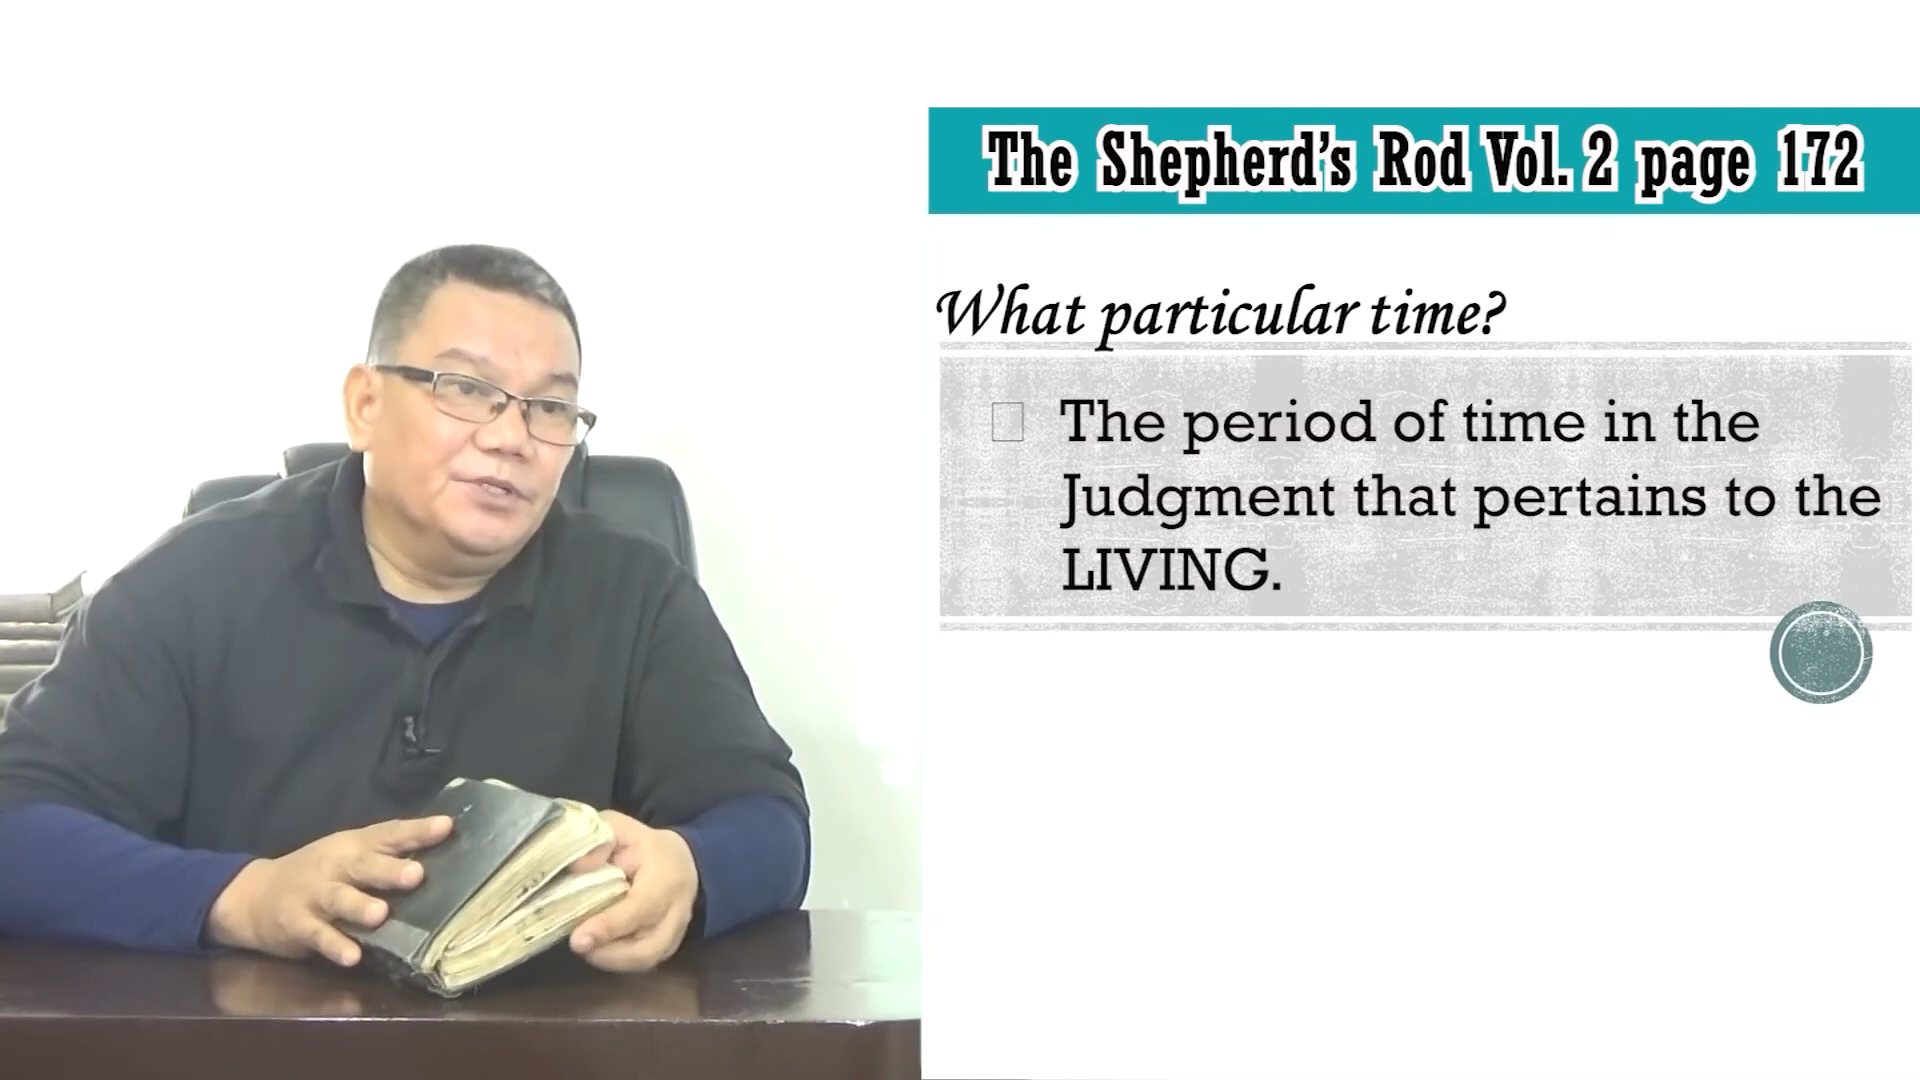 The Shepherd's Rod Vol. 2 page 172
What particular time?
The period of time in the
Judgment that pertains to the
LIVING.